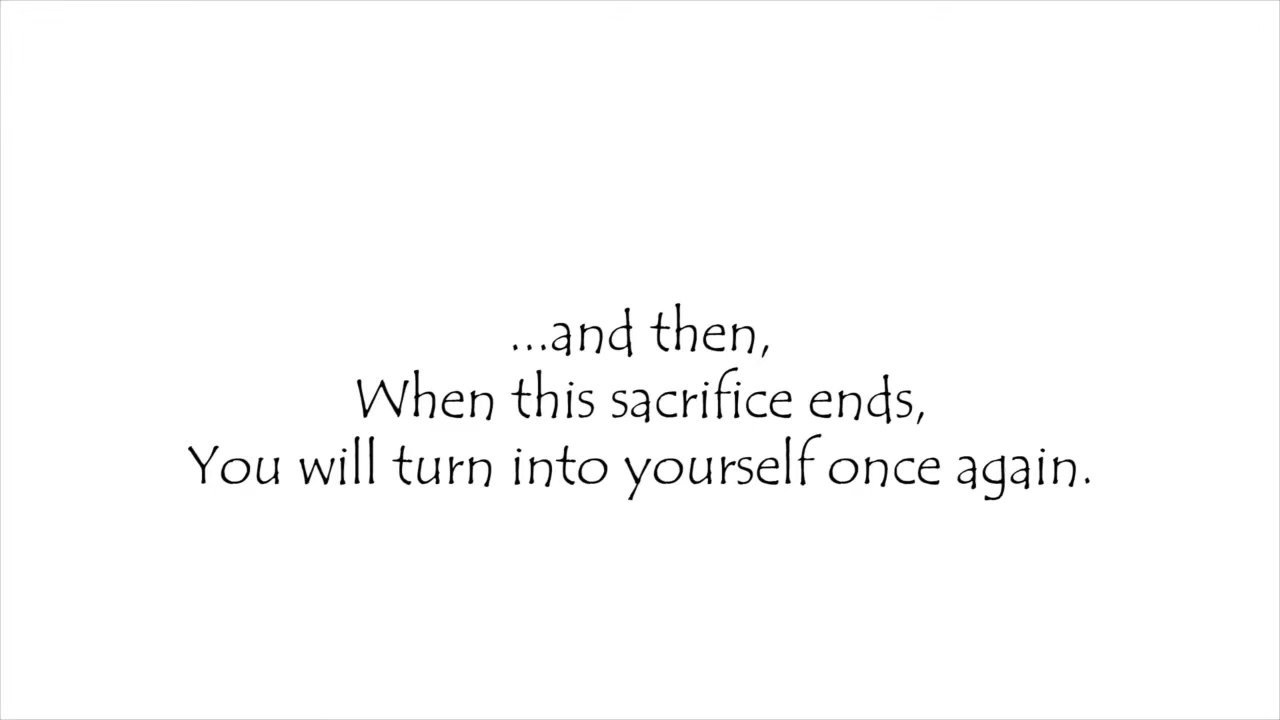 ...and then,
When this sacrifice ends,
You will turn into yourself once again.